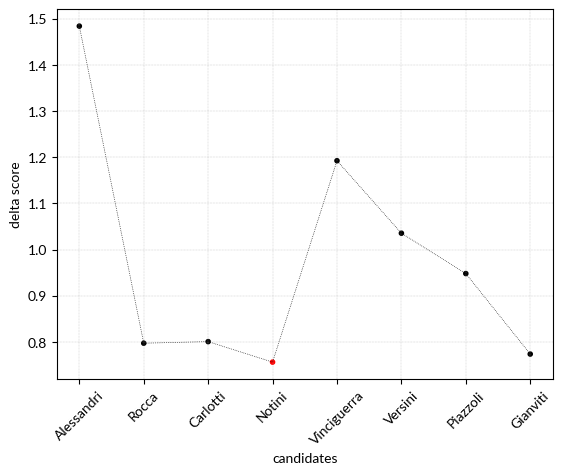 1.5
1.4
1.3
1.2
1.1
1.0
0.9
0.8
delta score
Alessandri
Rocca
Carlotti
Notini
Vinciguerra
Versini
Piazzoli
Gianviti
candidates